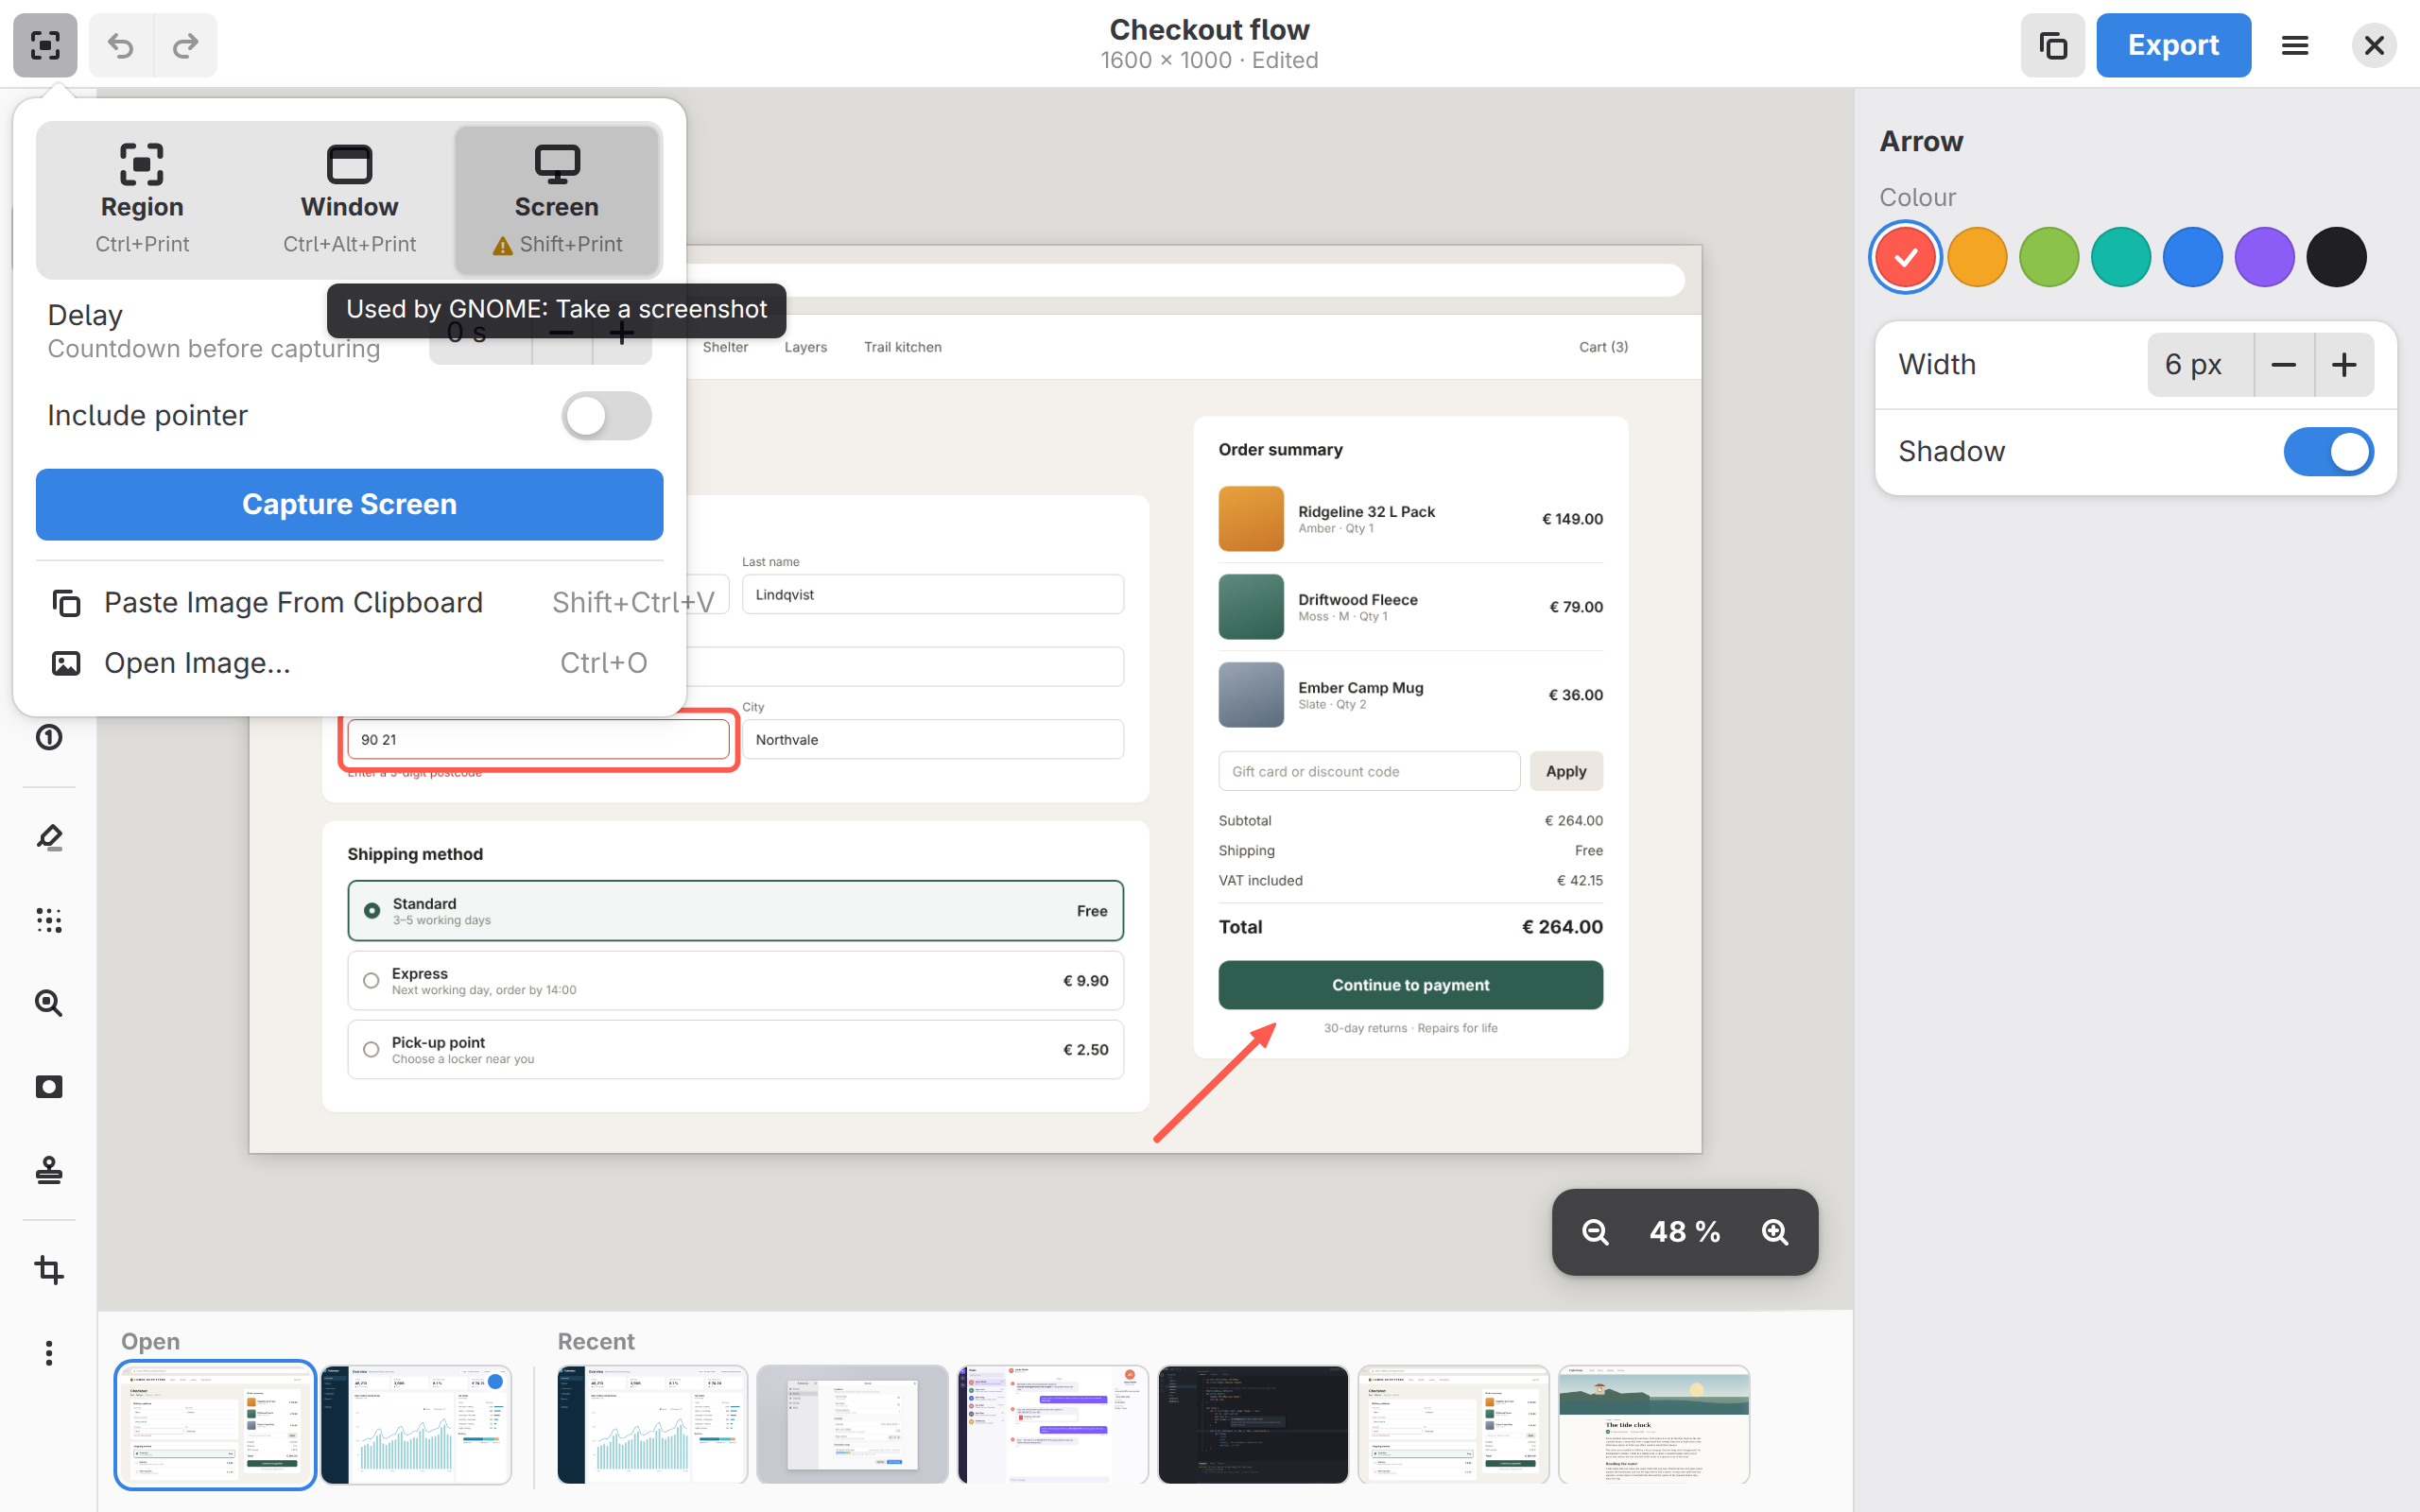 Checkout flow
1600 × 1000 · Edited
Export
Region
Window
Screen
Ctrl+Print
Ctrl+Alt+Print
Shift+Print
Used by GNOME: Take a screenshot
Delay
Countdown before capturing
0 s
Include pointer
Capture Screen
Paste Image From Clipboard
Shift+Ctrl+V
Open Image...
Ctrl+O
Shelter
Layers
Trail kitchen
Cart (3)
Last name
Lindqvist
City
90 21
Northvale
Enter a 5-digit postcode
Shipping method
Standard
3–5 working days
Free
Express
Next working day, order by 14:00
€ 9.90
Pick-up point
Choose a locker near you
€ 2.50
Order summary
Ridgeline 32 L Pack
Amber · Qty 1
€ 149.00
Driftwood Fleece
Moss · M · Qty 1
€ 79.00
Ember Camp Mug
Slate · Qty 2
€ 36.00
Gift card or discount code
Apply
Subtotal
€ 264.00
Shipping
Free
VAT included
€ 42.15
Total
€ 264.00
Continue to payment
30-day returns · Repairs for life
48 %
Arrow
Colour
Width
6 px
Shadow
Open
Recent
The tide clock